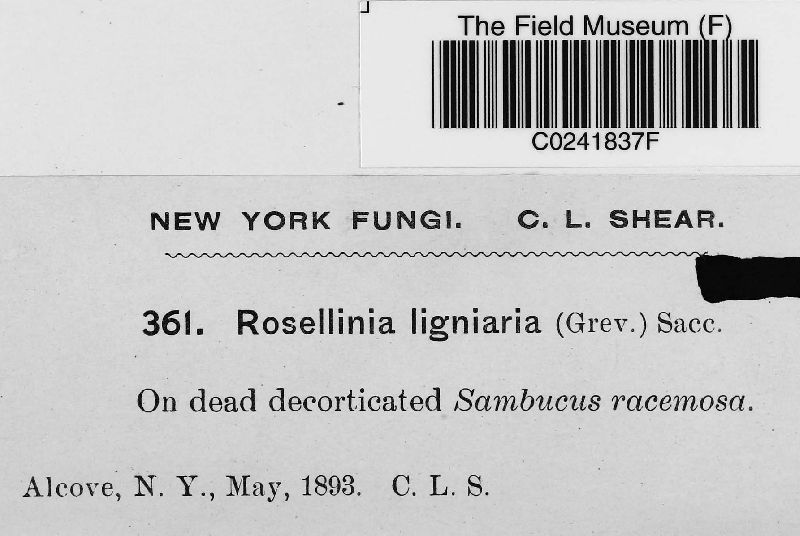 The Field Museum (F)
C0241837F
NEW YORK FUNGI. C. L. SHEAR.
361. Rosellinia ligniaria (Grev.) Sacc.
On dead decorticated Sambucus racemosa.
Alcove, N. Y., May, 1893. C. L. S.